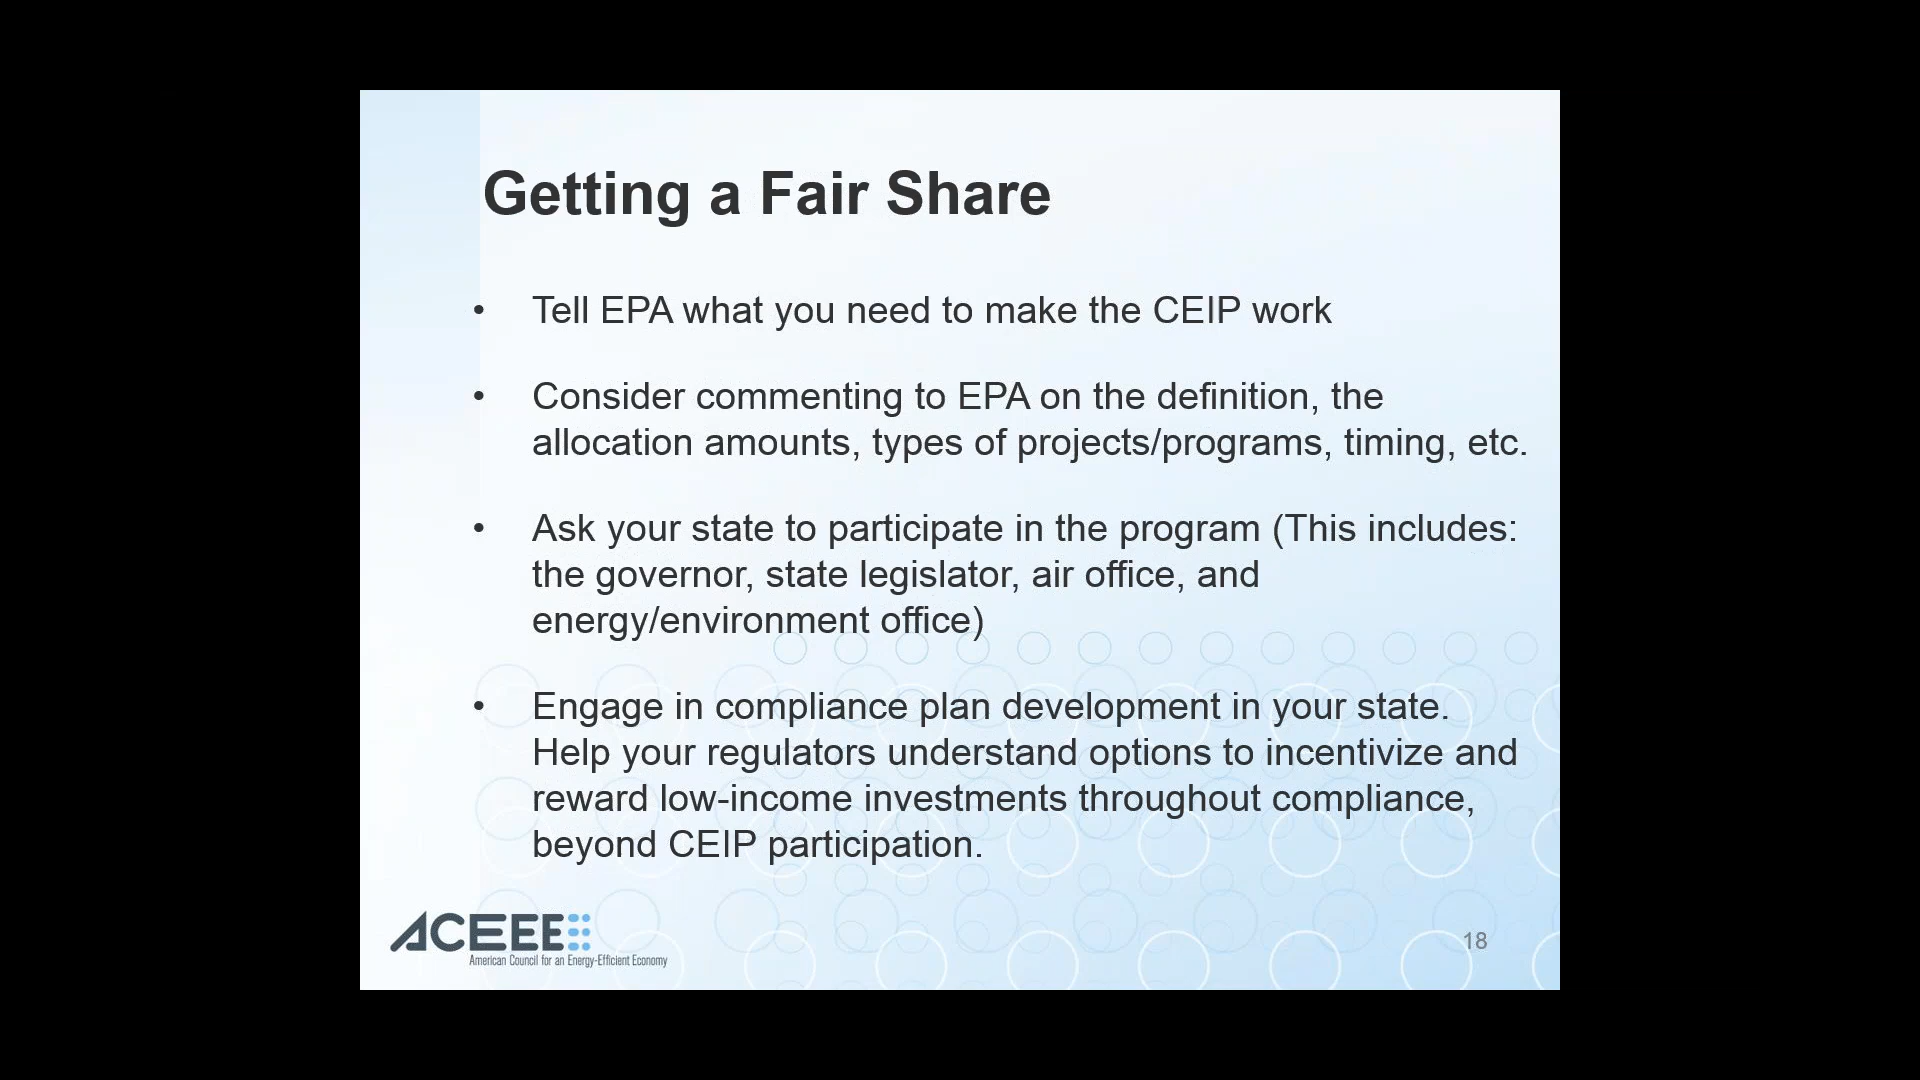 Getting a Fair Share
• Tell EPA what you need to make the CEIP work
• Consider commenting to EPA on the definition, the
allocation amounts, types of projects/programs, timing, etc.
• Ask your state to participate in the program (This includes:
the governor, state legislator, air office, and
energy/environment office)
• Engage in compliance plan development in your state.
Help your regulators understand options to incentivize and
reward low-income investments throughout compliance,
beyond CEIP participation.
ACEEE
American Council for an Energy-Efficient Economy
18